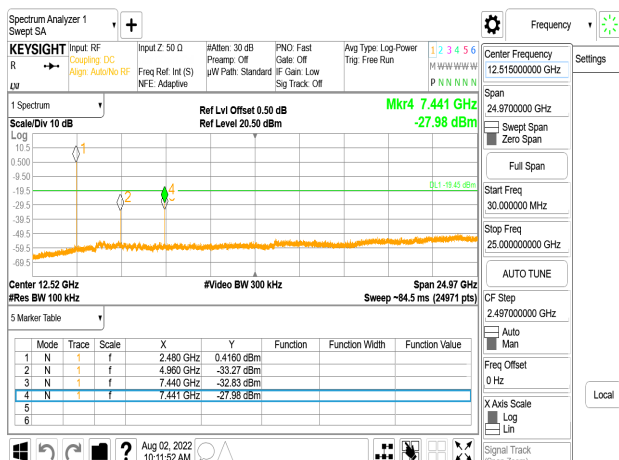 Spectrum Analyzer 1
Swept SA
Frequency
KEYSIGHT
R
LXI
Input: RF
Coupling: DC
Align: Auto/No RF
Input Z: 50 Ω
Freq Ref: Int (S)
NFE: Adaptive
#Atten: 30 dB
Preamp: Off
µW Path: Standard
PNO: Fast
Gate: Off
IF Gain: Low
Sig Track: Off
Avg Type: Log-Power
Trig: Free Run
1 2 3 4 5 6
M W W W W W
P N N N N N
1 Spectrum
Scale/Div 10 dB
Ref Lvl Offset 0.50 dB
Ref Level 20.50 dBm
Mkr4 7.441 GHz
-27.98 dBm
Log
10.5
0.500
-9.50
-19.5
-29.5
-39.5
-49.5
-59.5
-69.5
1
2
4
DL1 -19.45 dBm
Center 12.52 GHz
#Res BW 100 kHz
#Video BW 300 kHz
Span 24.97 GHz
Sweep ~84.5 ms (24971 pts)
5 Marker Table
Mode Trace Scale X Y Function Function Width Function Value
1 N 1 f 2.480 GHz 0.4160 dBm
2 N 1 f 4.960 GHz -33.27 dBm
3 N 1 f 7.440 GHz -32.83 dBm
4 N 1 f 7.441 GHz -27.98 dBm
5
6
?
Aug 02, 2022
10:11:52 AM
Center Frequency
12.515000000 GHz
Settings
Span
24.9700000 GHz
Swept Span
Zero Span
Full Span
Start Freq
30.000000 MHz
Stop Freq
25.000000000 GHz
AUTO TUNE
CF Step
2.497000000 GHz
Auto
Man
Freq Offset
0 Hz
X Axis Scale
Log
Lin
Local
Signal Track